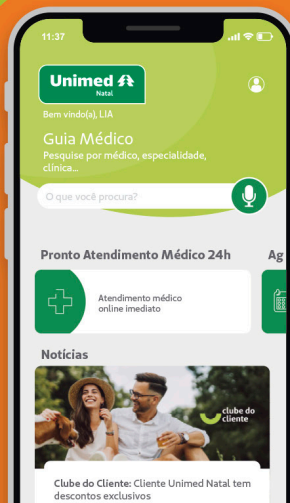 11:37
Unimed
Natal
Bem vindo(a), LIA
Guia Médico
Pesquise por médico, especialidade,
clínica...
O que você procura?
Pronto Atendimento Médico 24h
Ag
Atendimento médico
online imediato
Notícias
clube do
cliente
Clube do Cliente: Cliente Unimed Natal tem
descontos exclusivos